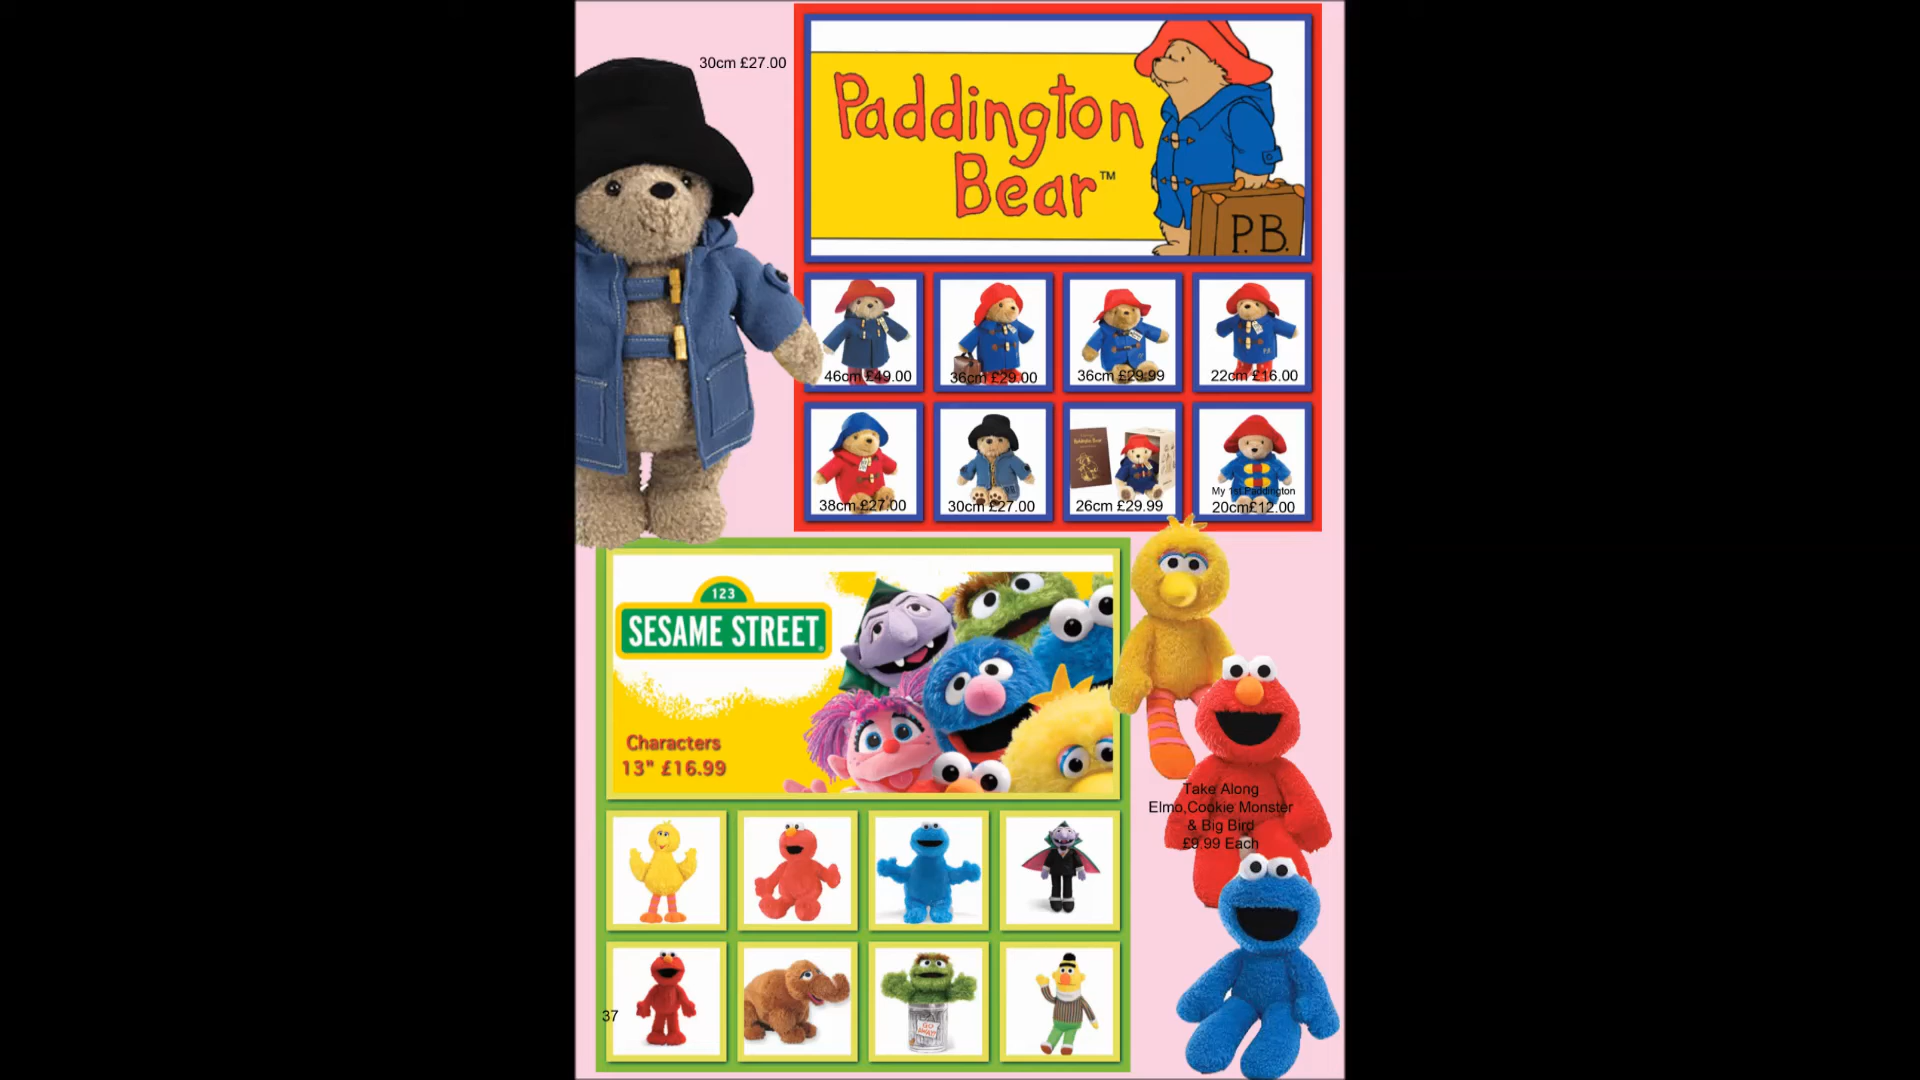 30cm £27.00
Paddington
Bear™
P.B.
46cm £49.00
36cm £29.00
36cm £29.99
22cm £16.00
38cm £27.00
30cm £27.00
26cm £29.99
My 1st Paddington
20cm£12.00
123
SESAME STREET
Characters
13" £16.99
Take Along
Elmo,Cookie Monster
& Big Bird
£9.99 Each
GO
AWAY
37